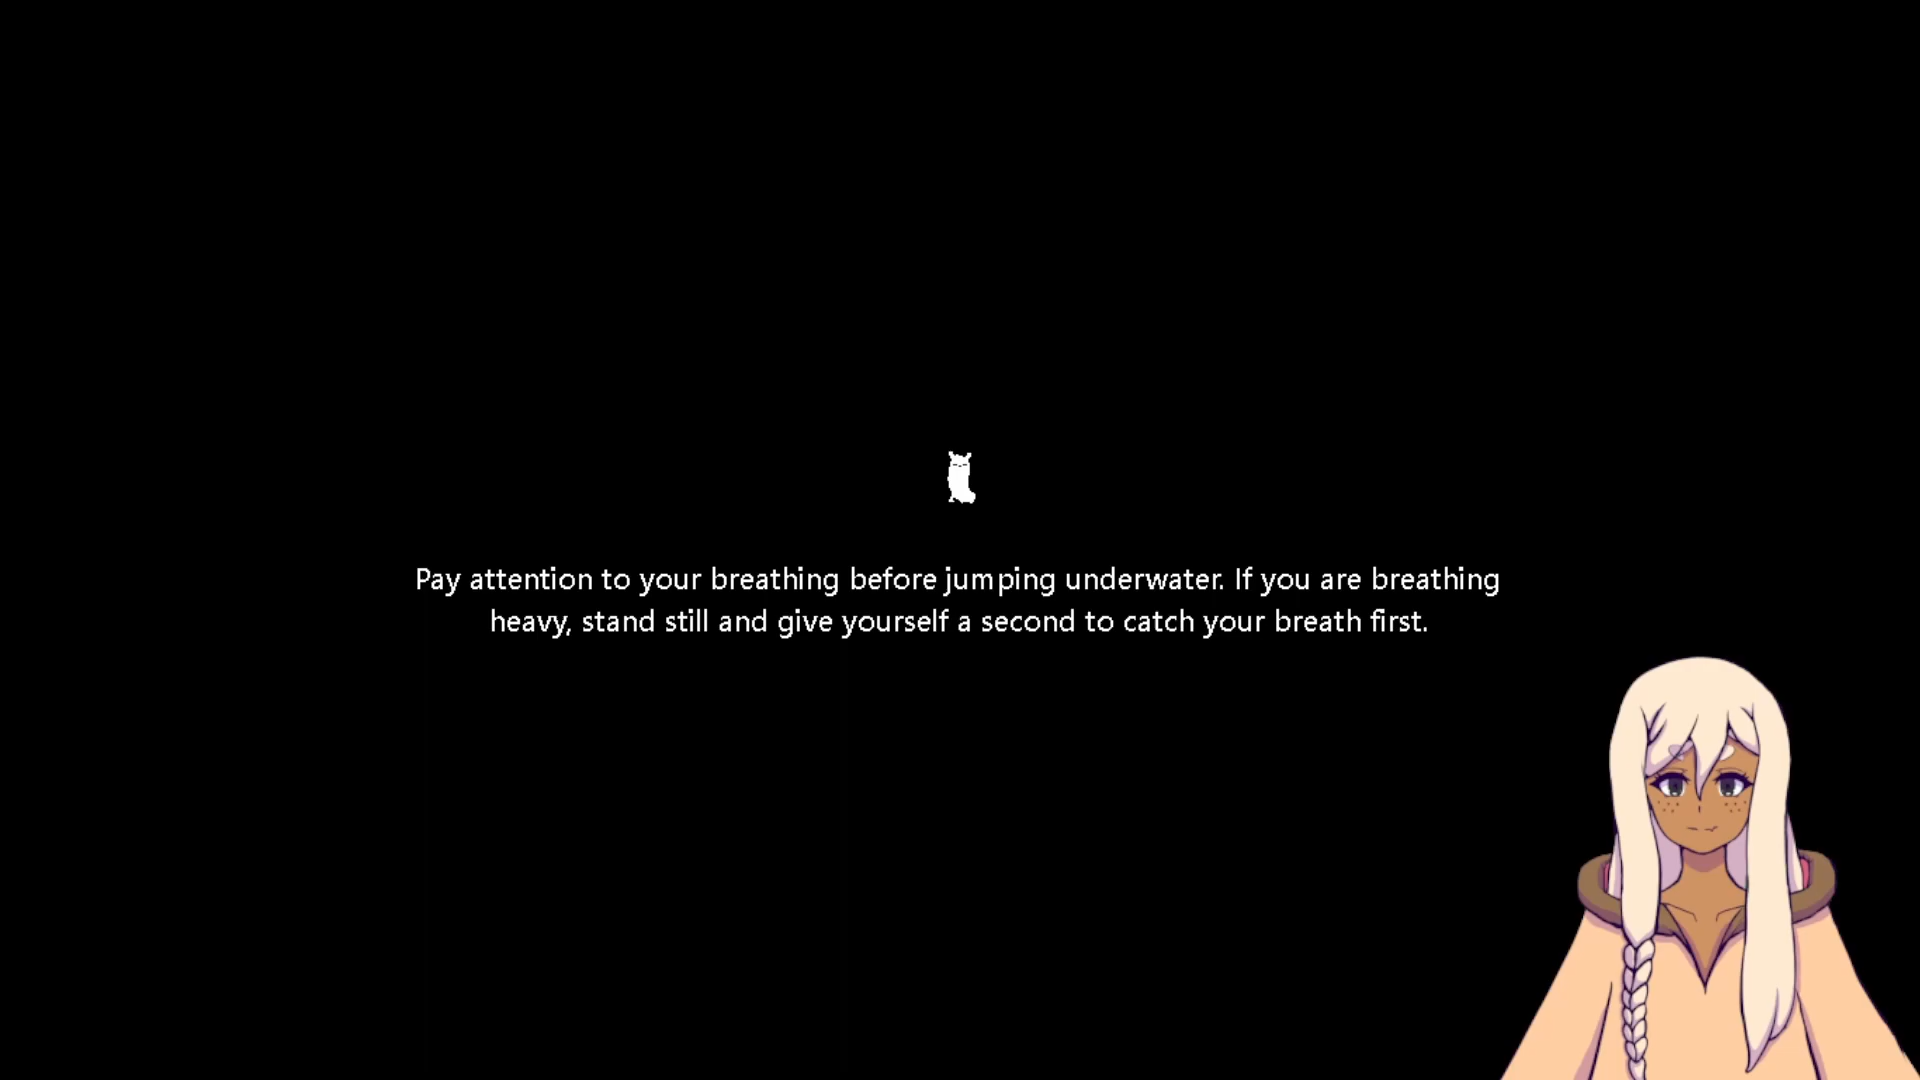 Pay attention to your breathing before jumping underwater. If you are breathing
heavy, stand still and give yourself a second to catch your breath first.